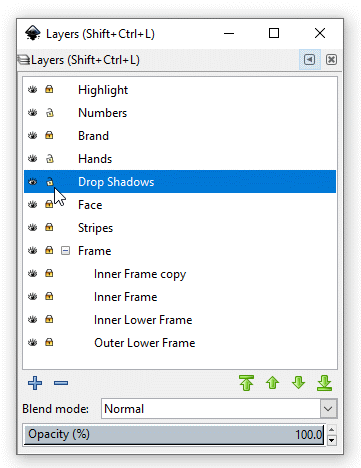 Layers (Shift+Ctrl+L)
Layers (Shift+Ctrl+L)
Highlight
Numbers
Brand
Hands
Drop Shadows
Face
Stripes
Frame
Inner Frame copy
Inner Frame
Inner Lower Frame
Outer Lower Frame
Blend mode: Normal
Opacity (%) 100.0